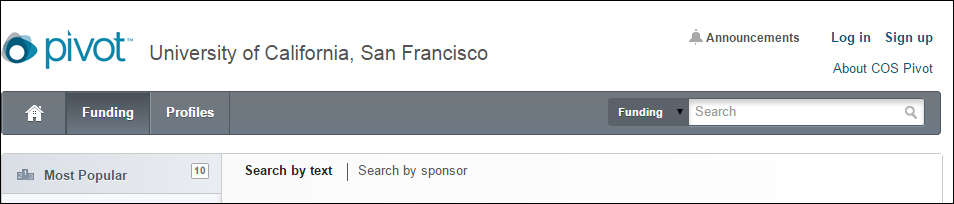 pivot™
University of California, San Francisco
Announcements
Log in
Sign up
About COS Pivot
Funding
Profiles
Funding
Search
Most Popular
10
Search by text
Search by sponsor